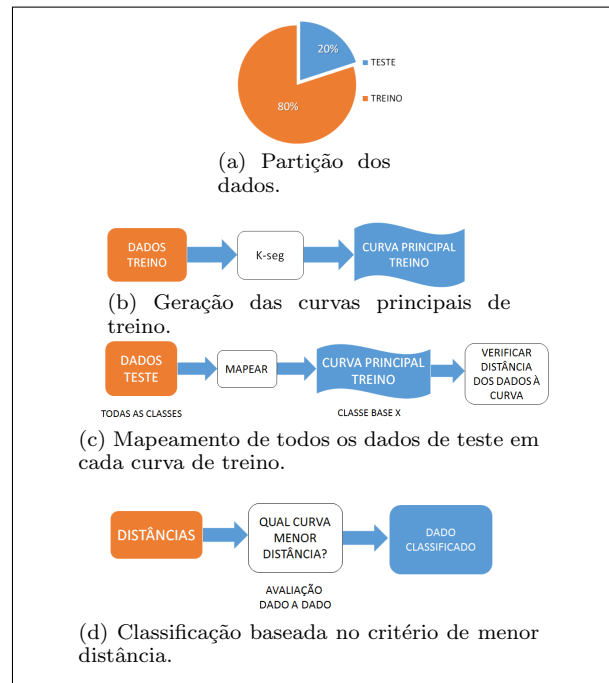 20%
TESTE
TREINO
80%
(a) Partição dos
dados.
DADOS
TREINO
K-seg
CURVA PRINCIPAL
TREINO
(b) Geração das curvas principais de
treino.
DADOS
TESTE
MAPEAR
CURVA PRINCIPAL
TREINO
VERIFICAR
DISTÂNCIA
DOS DADOS À
CURVA
TODAS AS CLASSES
CLASSE BASE X
(c) Mapeamento de todos os dados de teste em
cada curva de treino.
DISTÂNCIAS
QUAL CURVA
MENOR
DISTÂNCIA?
DADO
CLASSIFICADO
AVALIAÇÃO
DADO A DADO
(d) Classificação baseada no critério de menor
distância.